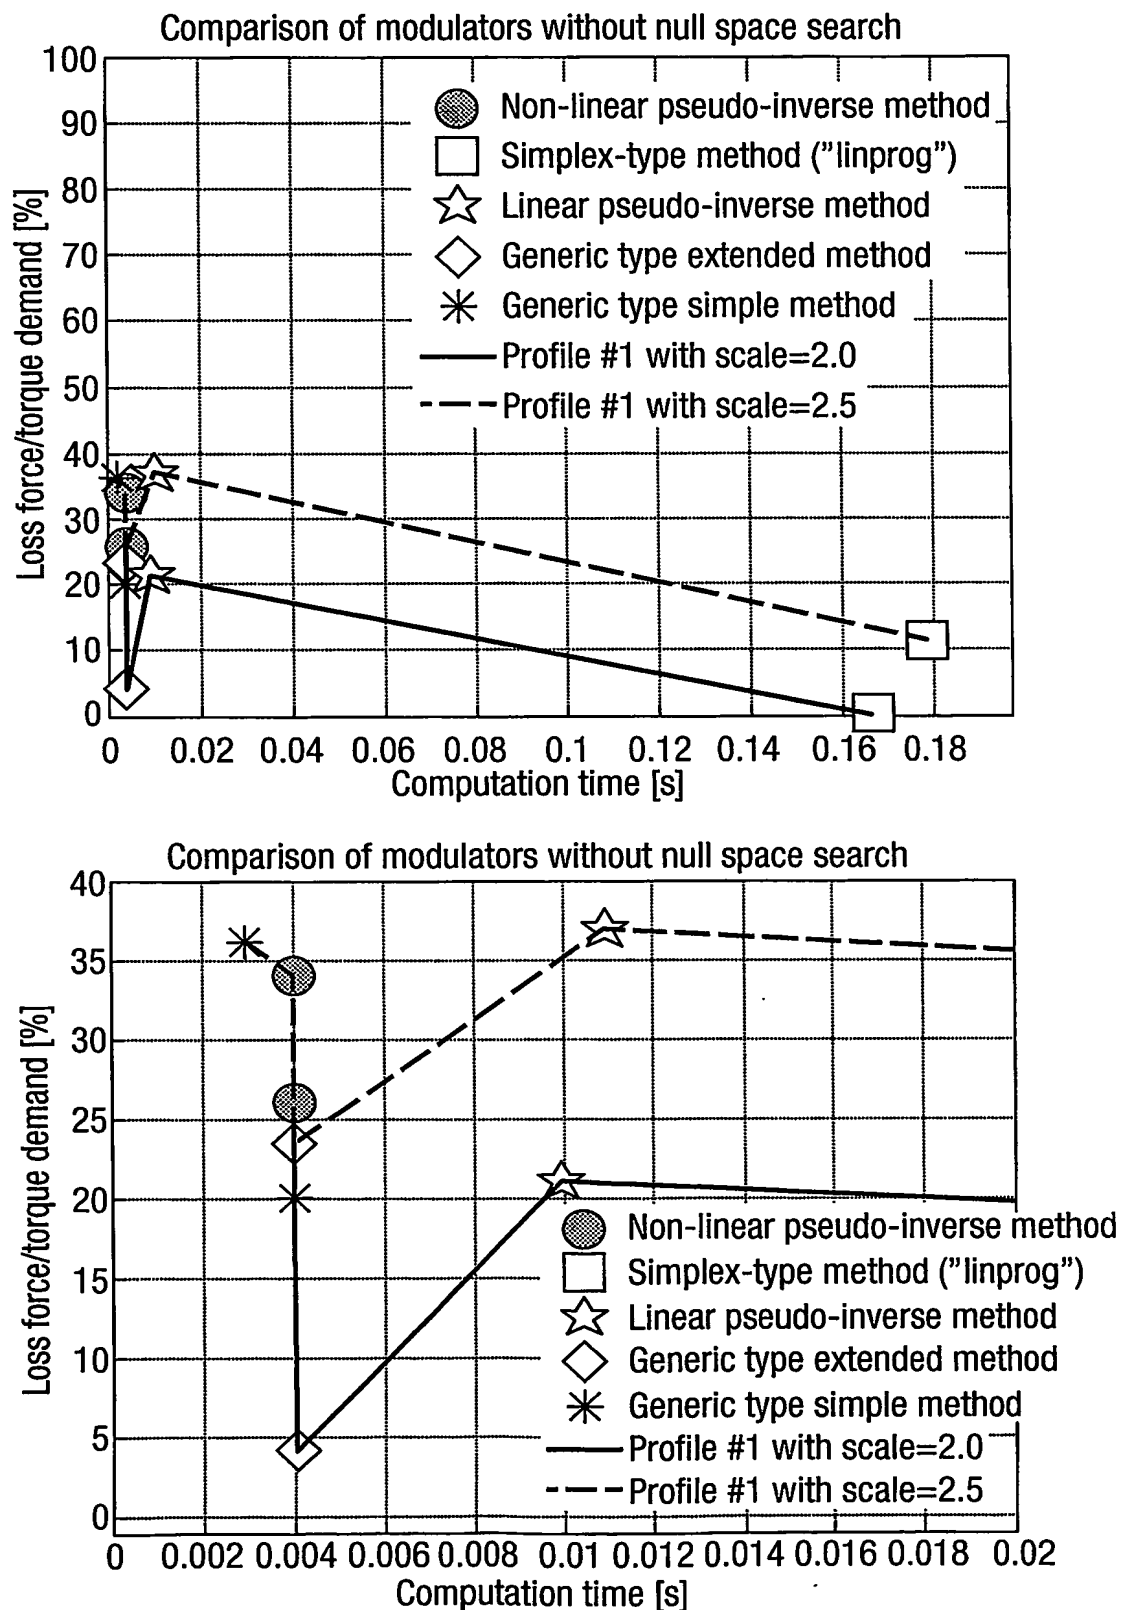 Comparison of modulators without null space search
Loss force/torque demand [%]
100
90
80
70
60
50
40
30
20
10
0
Non-linear pseudo-inverse method
Simplex-type method ("linprog")
Linear pseudo-inverse method
Generic type extended method
Generic type simple method
Profile #1 with scale=2.0
Profile #1 with scale=2.5
0 0.02 0.04 0.06 0.08 0.1 0.12 0.14 0.16 0.18
Computation time [s]
Comparison of modulators without null space search
Loss force/torque demand [%]
40
35
30
25
20
15
10
5
0
Non-linear pseudo-inverse method
Simplex-type method ("linprog")
Linear pseudo-inverse method
Generic type extended method
Generic type simple method
Profile #1 with scale=2.0
Profile #1 with scale=2.5
0 0.002 0.004 0.006 0.008 0.01 0.012 0.014 0.016 0.018 0.02
Computation time [s]